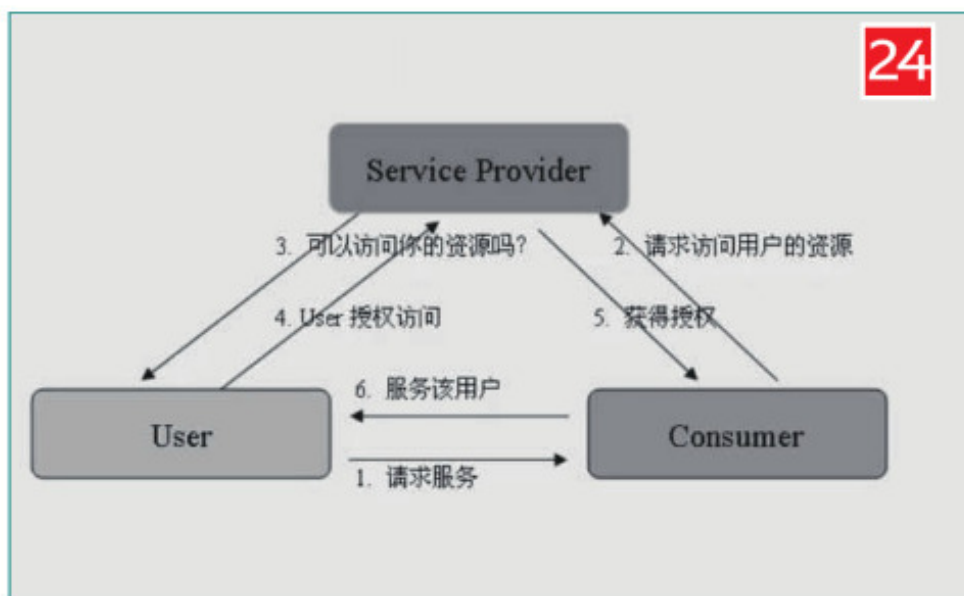 24
Service Provider
3. 可以访问你的资源吗?
2. 请求访问用户的资源
4. User 授权访问
5. 获得授权
6. 服务该用户
User
Consumer
1. 请求服务